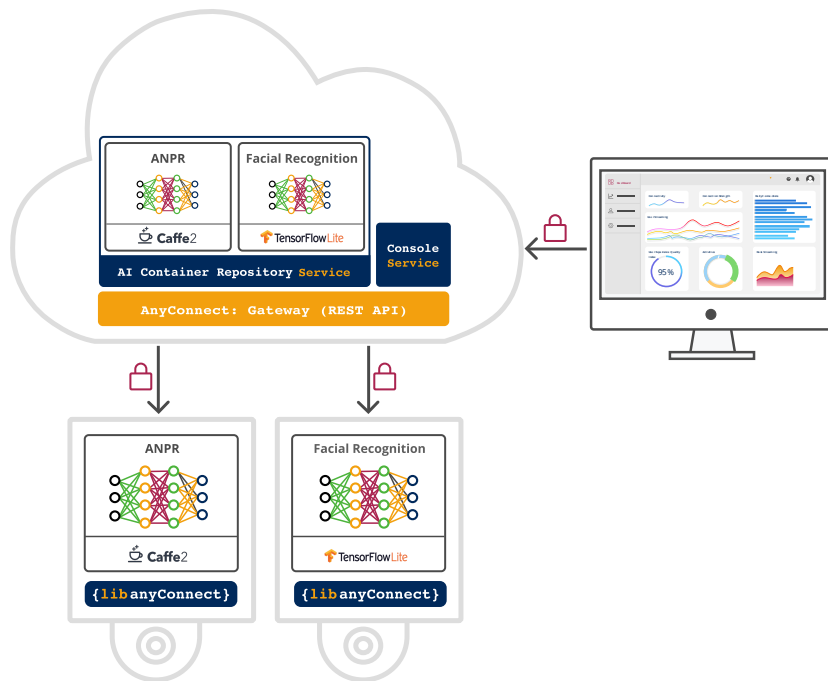 ANPR
Facial Recognition
Caffe2
TensorFlowLite
AI Container Repository Service
Console
Service
AnyConnect: Gateway (REST API)
95%
ANPR
Facial Recognition
Caffe2
TensorFlowLite
{libanyConnect}
{libanyConnect}